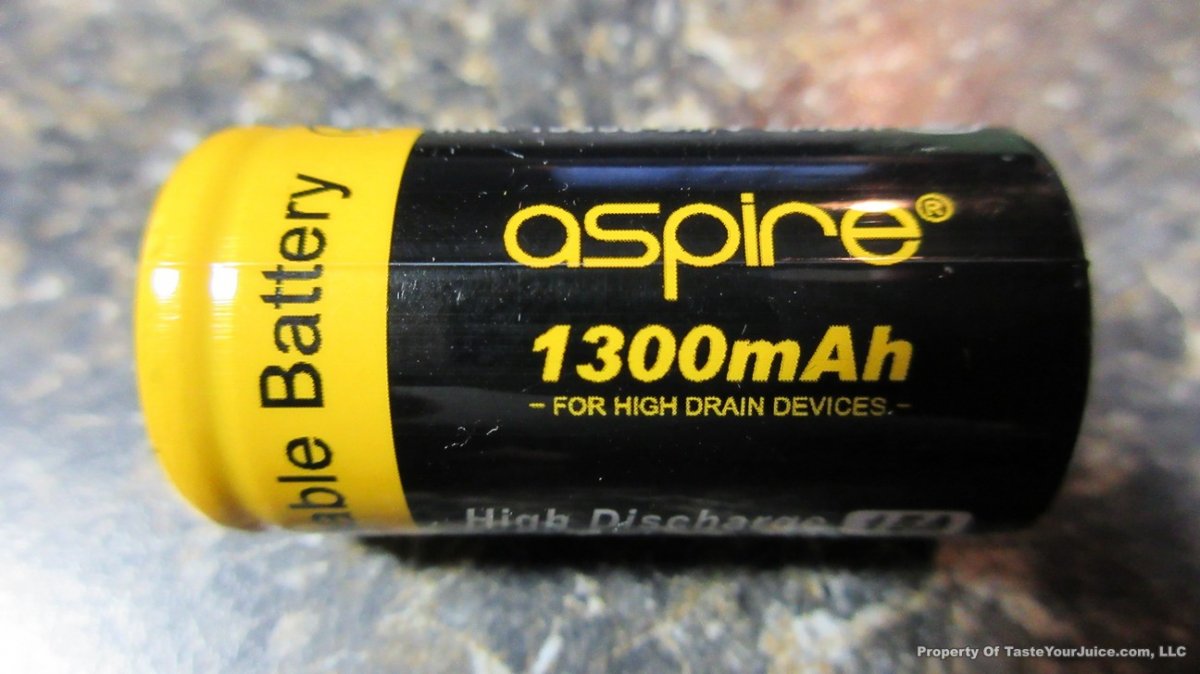 aspire®
1300mAh
- FOR HIGH DRAIN DEVICES.-
High Discharge
able Battery
Property Of TasteYourJuice.com, LLC